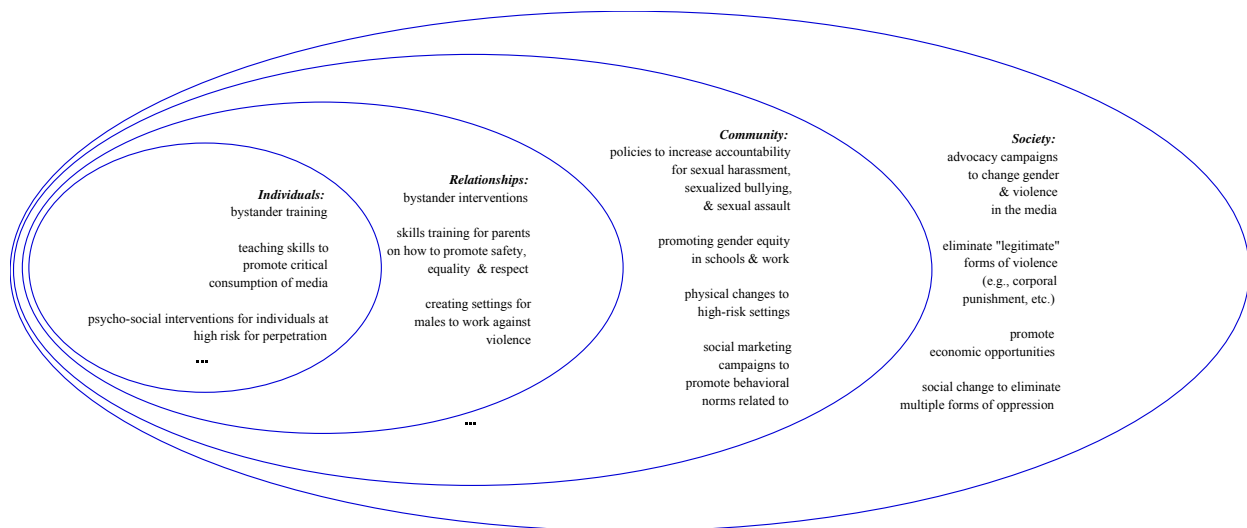 Individuals:
bystander training
teaching skills to
promote critical
consumption of media
psycho-social interventions for individuals at
high risk for perpetration
...
Relationships:
bystander interventions
skills training for parents
on how to promote safety,
equality & respect
creating settings for
males to work against
violence
...
Community:
policies to increase accountability
for sexual harassment,
sexualized bullying,
& sexual assault
promoting gender equity
in schools & work
physical changes to
high-risk settings
social marketing
campaigns to
promote behavioral
norms related to
Society:
advocacy campaigns
to change gender
& violence
in the media
eliminate "legitimate"
forms of violence
(e.g., corporal
punishment, etc.)
promote
economic opportunities
social change to eliminate
multiple forms of oppression